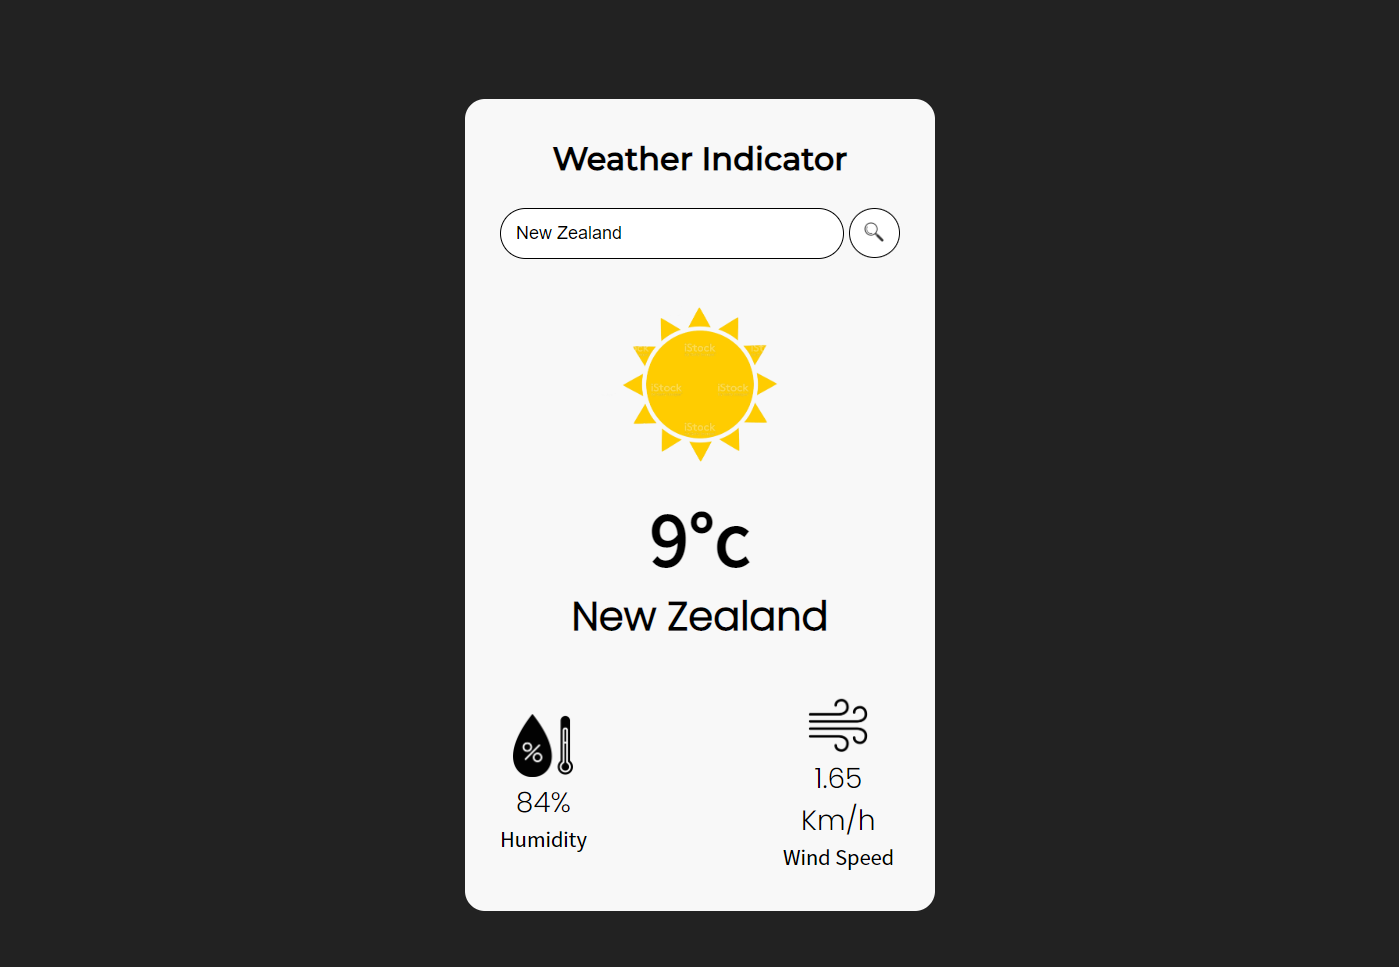 Weather Indicator
New Zealand
iStock
iStock iStock
iStock
9°c
New Zealand
%
84%
Humidity
1.65
Km/h
Wind Speed